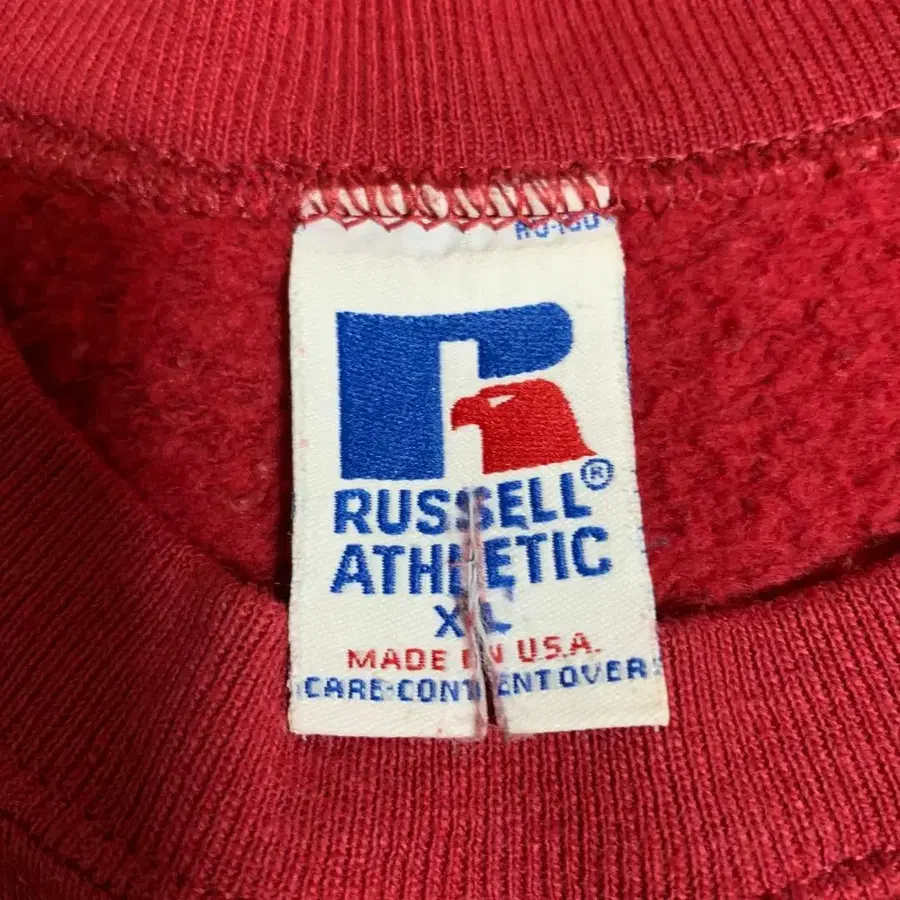 RUSSELL®
ATHLETIC
XL
MADE IN U.S.A.
CARE-CONTENT OVER